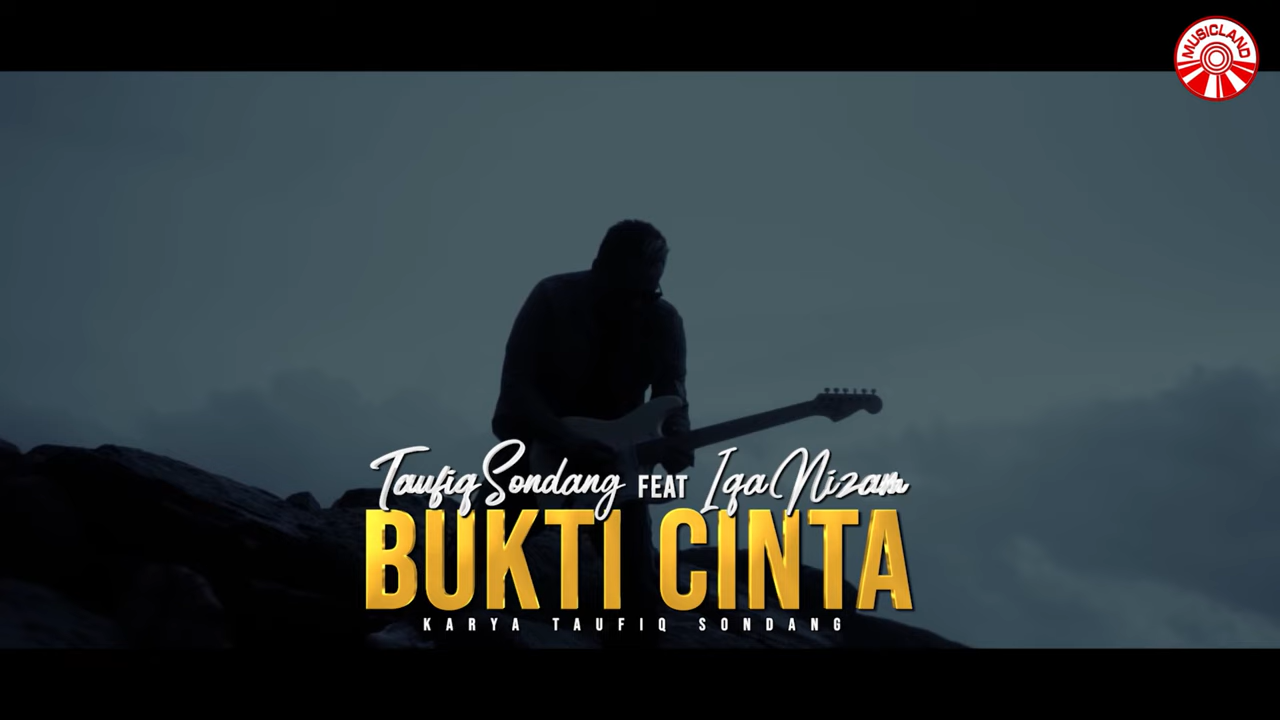 MUSICLAND
Taufiq Sondang FEAT Iqa Nizam
BUKTI CINTA
KARYA TAUFIQ SONDANG